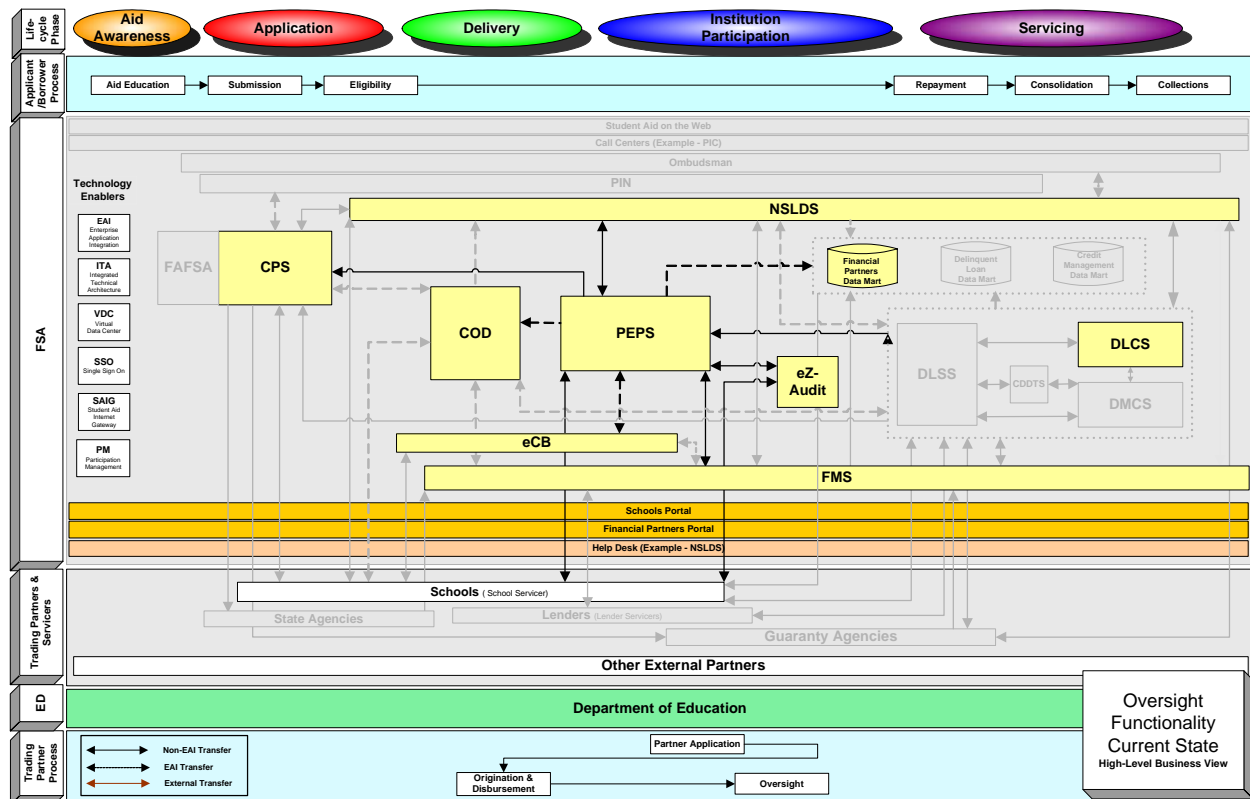 Life-
cycle
Phase
Aid
Awareness
Application
Delivery
Institution
Participation
Servicing
Applicant
/Borrower
Process
Aid Education
Submission
Eligibility
Repayment
Consolidation
Collections
FSA
Student Aid on the Web
Call Centers (Example - PIC)
Ombudsman
PIN
Technology
Enablers
EAI
Enterprise
Application
Integration
ITA
Integrated
Technical
Architecture
VDC
Virtual
Data Center
SSO
Single Sign On
SAIG
Student Aid
Internet
Gateway
PM
Participation
Management
NSLDS
FAFSA
CPS
COD
PEPS
eZ-
Audit
Financial
Partners
Data Mart
Delinquent
Loan
Data Mart
Credit
Management
Data Mart
DLSS
DLCS
CDDTS
DMCS
eCB
FMS
Schools Portal
Financial Partners Portal
Help Desk (Example - NSLDS)
Trading Partners &
Servicers
Schools ( School Servicer)
State Agencies
Lenders (Lender Servicers)
Guaranty Agencies
Other External Partners
ED
Department of Education
Oversight
Functionality
Current State
High-Level Business View
Trading
Partner
Process
Non-EAI Transfer
EAI Transfer
External Transfer
Partner Application
Origination &
Disbursement
Oversight